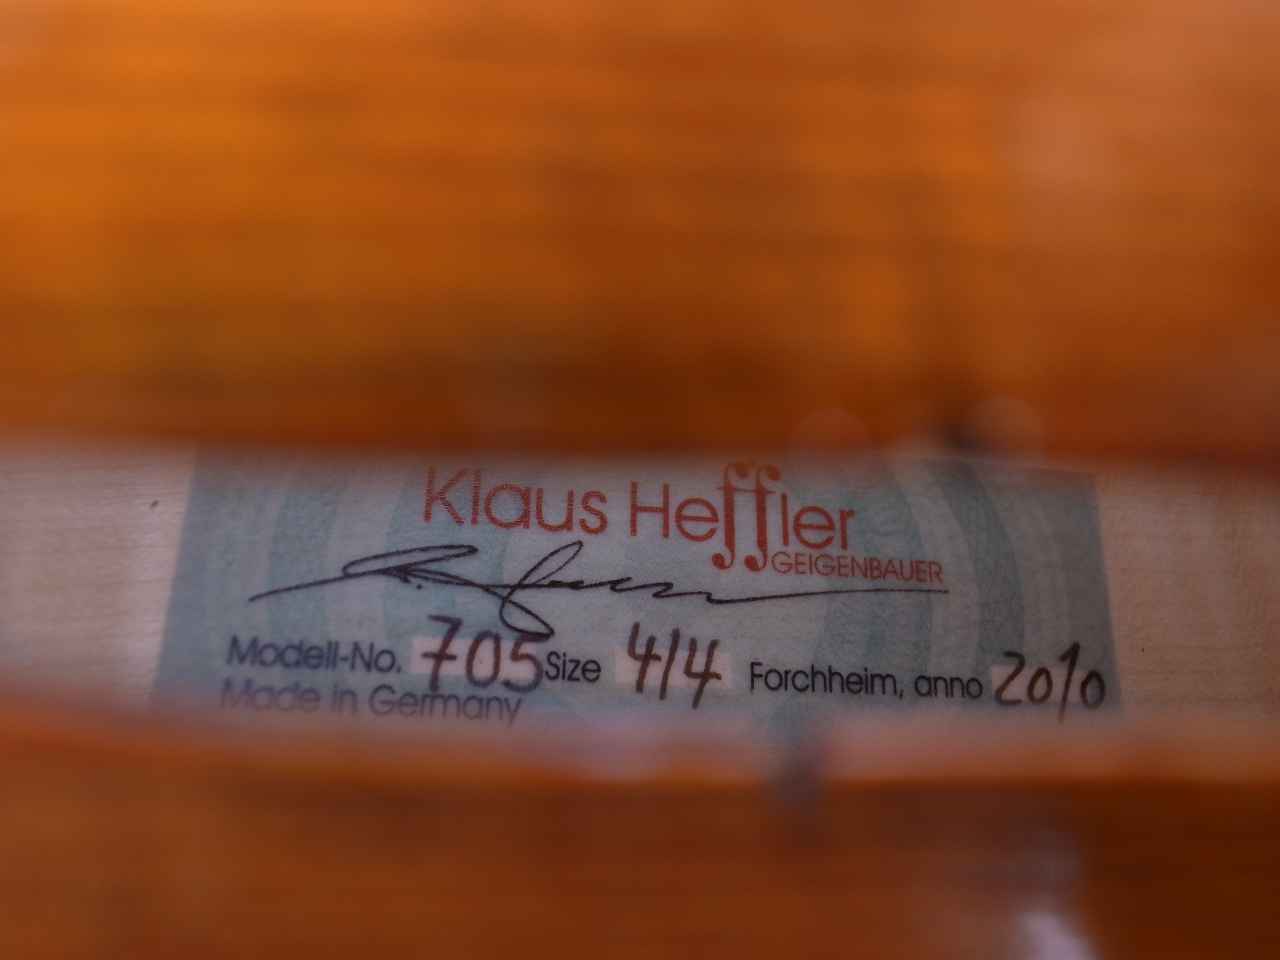 Klaus Heffler
GEIGENBAUER
Modell-No. 705 Size 4/4 Forchheim, anno 2010
Made in Germany